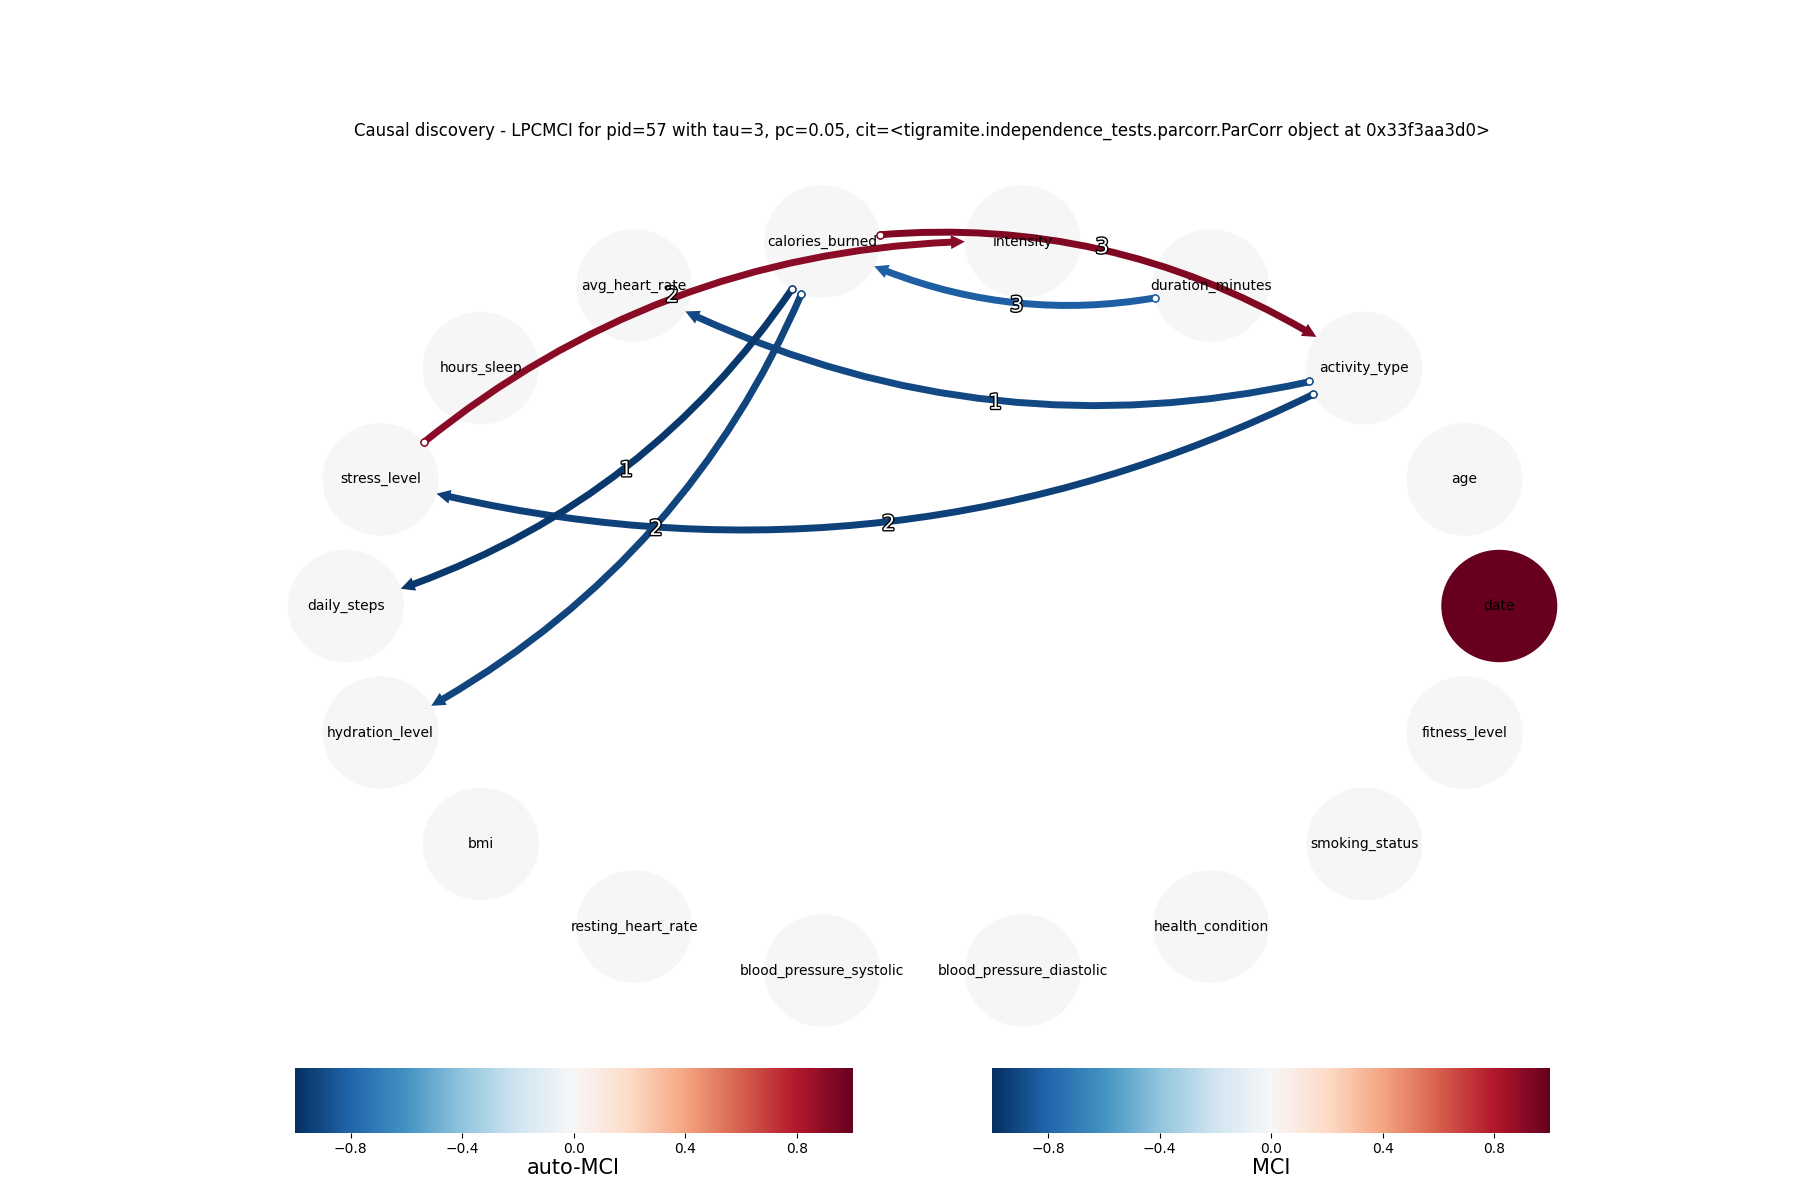 Causal discovery - LPCMCI for pid=57 with tau=3, pc=0.05, cit=<tigramite.independence_tests.parcorr.ParCorr object at 0x33f3aa3d0>
calories_burned
intensity
3
avg_heart_rate
2
duration_minutes
3
hours_sleep
activity_type
1
stress_level
1
age
2
2
daily_steps
date
hydration_level
fitness_level
bmi
smoking_status
resting_heart_rate
health_condition
blood_pressure_systolic
blood_pressure_diastolic
−0.8 −0.4 0.0 0.4 0.8
auto-MCI
−0.8 −0.4 0.0 0.4 0.8
MCI